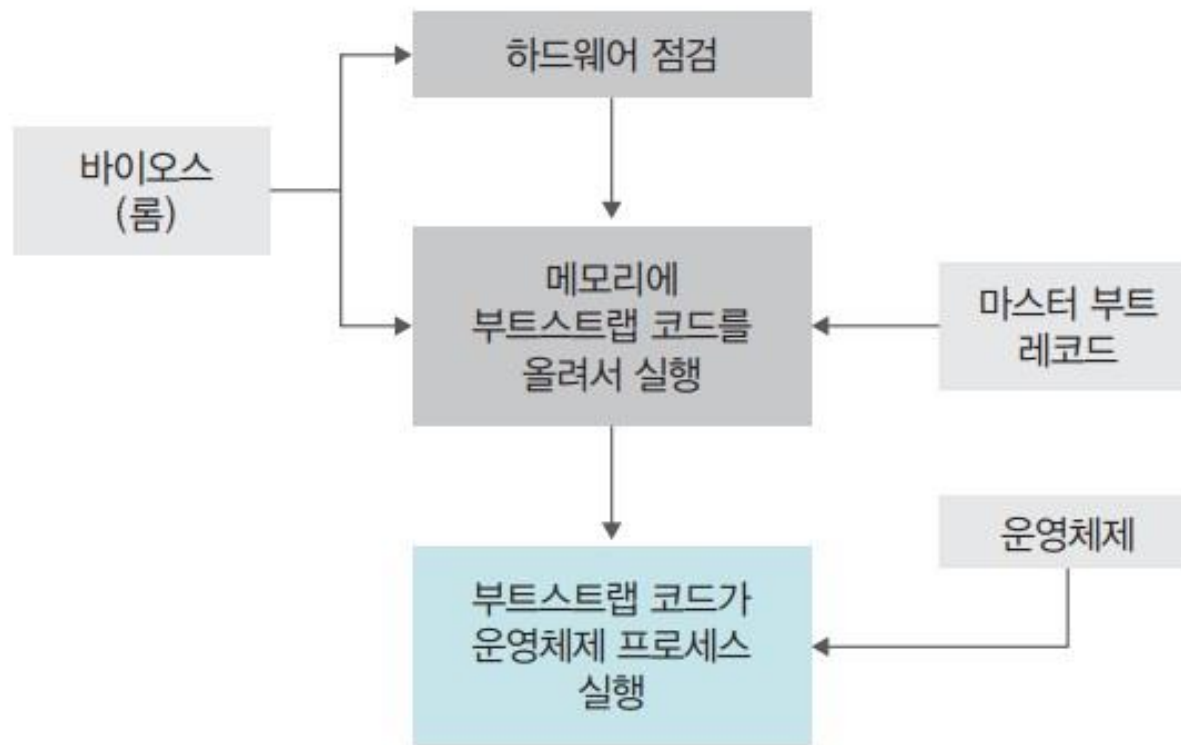 하드웨어 점검
바이오스
(롬)
메모리에
부트스트랩 코드를
올려서 실행
마스터 부트
레코드
운영체제
부트스트랩 코드가
운영체제 프로세스
실행